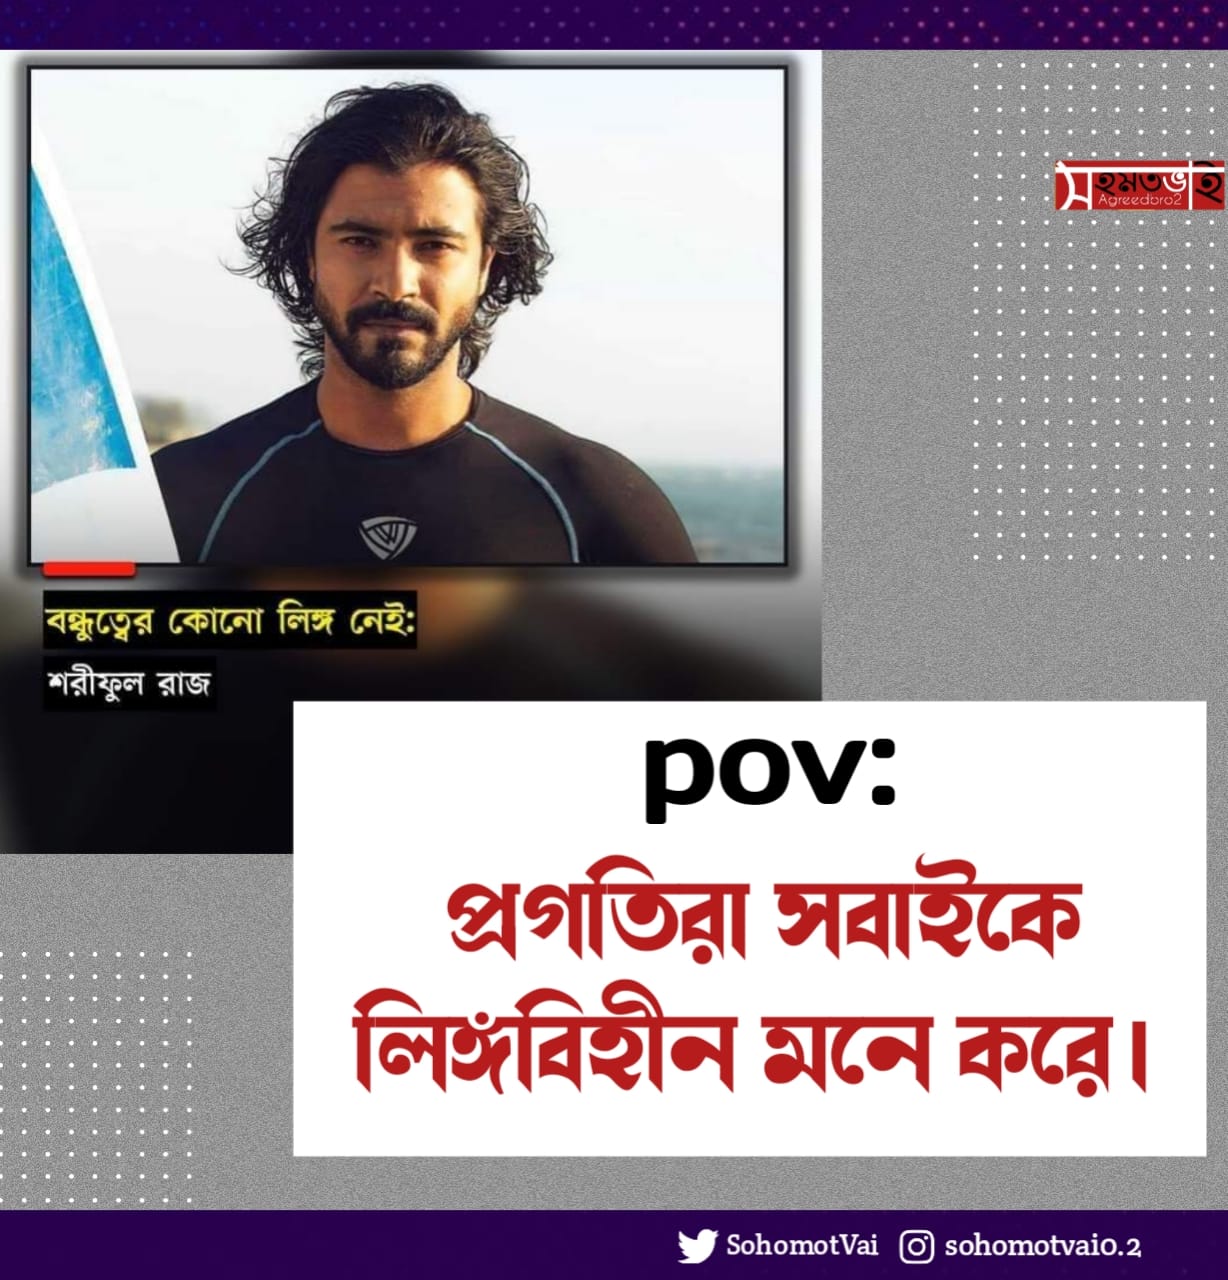 সহমতভাই
Agreedbro2
বন্ধুত্বের কোনো লিঙ্গ নেই:
শরীফুল রাজ
pov:
প্রগতিরা সবাইকে
লিঙ্গবিহীন মনে করে।
SohomotVai sohomotvai0.2